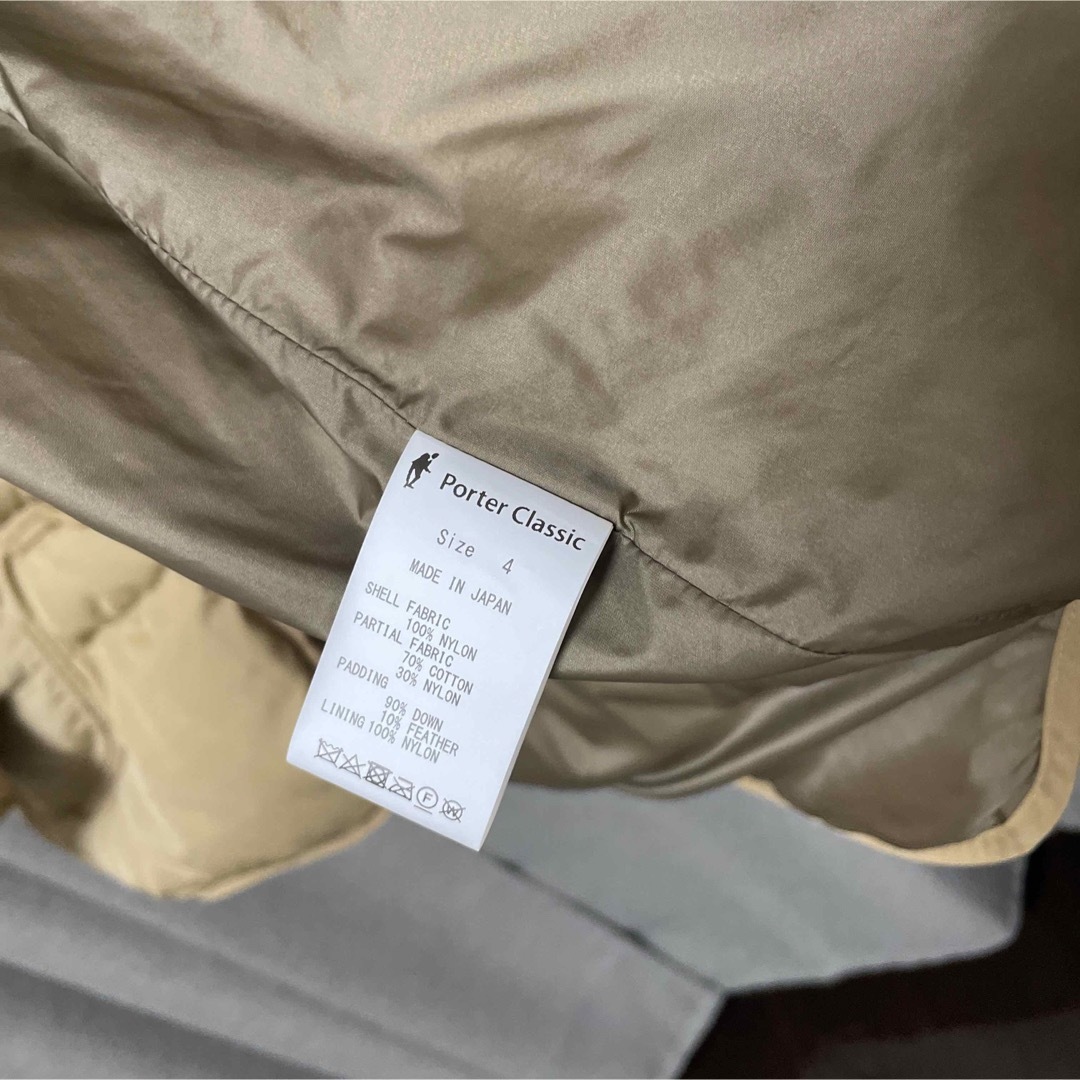 Porter Classic
Size 4
MADE IN JAPAN
SHELL FABRIC
100% NYLON
PARTIAL FABRIC
70% COTTON
30% NYLON
PADDING
90% DOWN
10% FEATHER
LINING 100% NYLON
F W